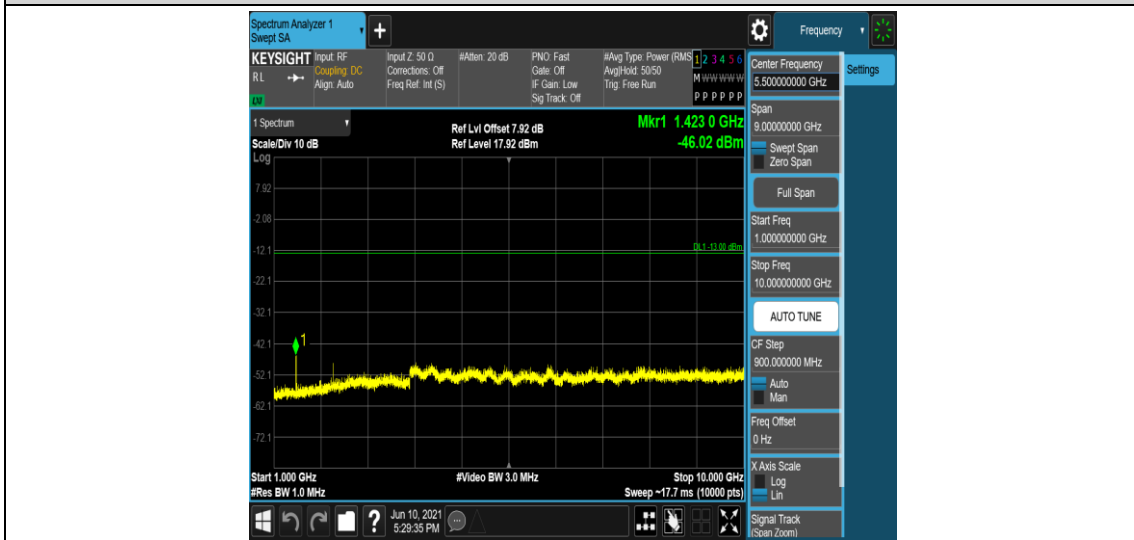 Spectrum Analyzer 1
Swept SA
+
Frequency
KEYSIGHT
Input: RF
Coupling: DC
Align: Auto
R L
LXI
Input Z: 50 Ω
Corrections: Off
Freq Ref: Int (S)
#Atten: 20 dB
PNO: Fast
Gate: Off
IF Gain: Low
Sig Track: Off
#Avg Type: Power (RMS
Avg|Hold: 50/50
Trig: Free Run
1 2 3 4 5 6
M W W W W W
P P P P P P
1 Spectrum
Scale/Div 10 dB
Ref Lvl Offset 7.92 dB
Ref Level 17.92 dBm
Mkr1 1.423 0 GHz
-46.02 dBm
Log
7.92
-2.08
-12.1
-22.1
-32.1
-42.1
-52.1
-62.1
-72.1
DL1 -13.00 dBm
1
Start 1.000 GHz
#Res BW 1.0 MHz
#Video BW 3.0 MHz
Stop 10.000 GHz
Sweep ~17.7 ms (10000 pts)
?
Jun 10, 2021
5:29:35 PM
Center Frequency
5.500000000 GHz
Settings
Span
9.00000000 GHz
Swept Span
Zero Span
Full Span
Start Freq
1.000000000 GHz
Stop Freq
10.000000000 GHz
AUTO TUNE
CF Step
900.000000 MHz
Auto
Man
Freq Offset
0 Hz
X Axis Scale
Log
Lin
Signal Track
(Span Zoom)